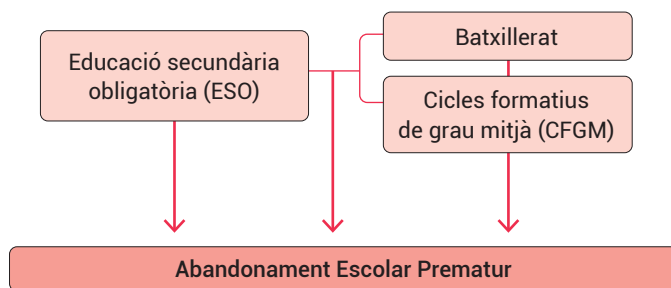 Educació secundària
obligatòria (ESO)
Batxillerat
Cicles formatius
de grau mitjà (CFGM)
Abandonament Escolar Prematur